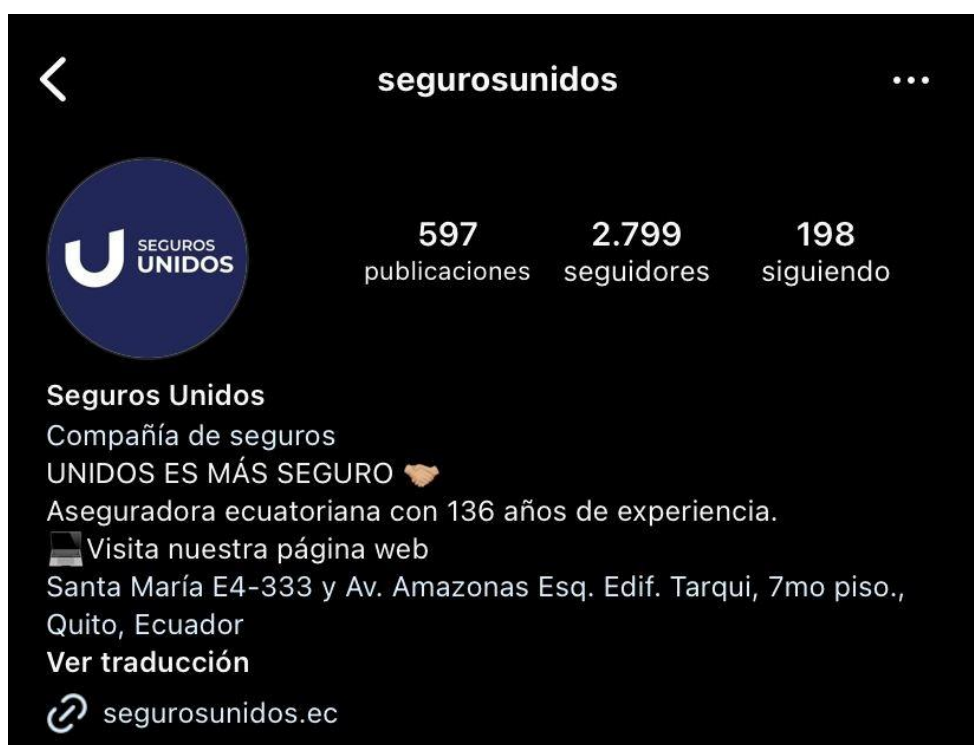 segurosunidos
SEGUROS
UNIDOS
597
publicaciones
2.799
seguidores
198
siguiendo
Seguros Unidos
Compañía de seguros
UNIDOS ES MÁS SEGURO 🤝🏼
Aseguradora ecuatoriana con 136 años de experiencia.
💻Visita nuestra página web
Santa María E4-333 y Av. Amazonas Esq. Edif. Tarqui, 7mo piso.,
Quito, Ecuador
Ver traducción
segurosunidos.ec